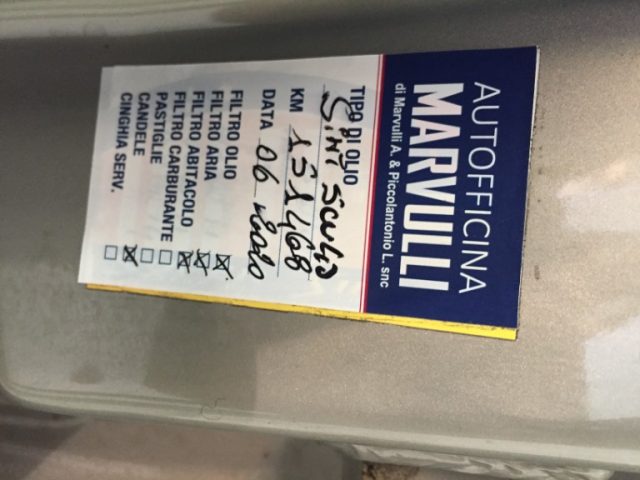 AUTOFFICINA
MARVULLI
di Marvulli A. & Piccolantonio L. snc
TIPO DI OLIO
KM
DATA 06
FILTRO OLIO
FILTRO ARIA
FILTRO ABITACOLO
FILTRO CARBURANTE
PASTIGLIE
CANDELE
CINGHIA SERV.